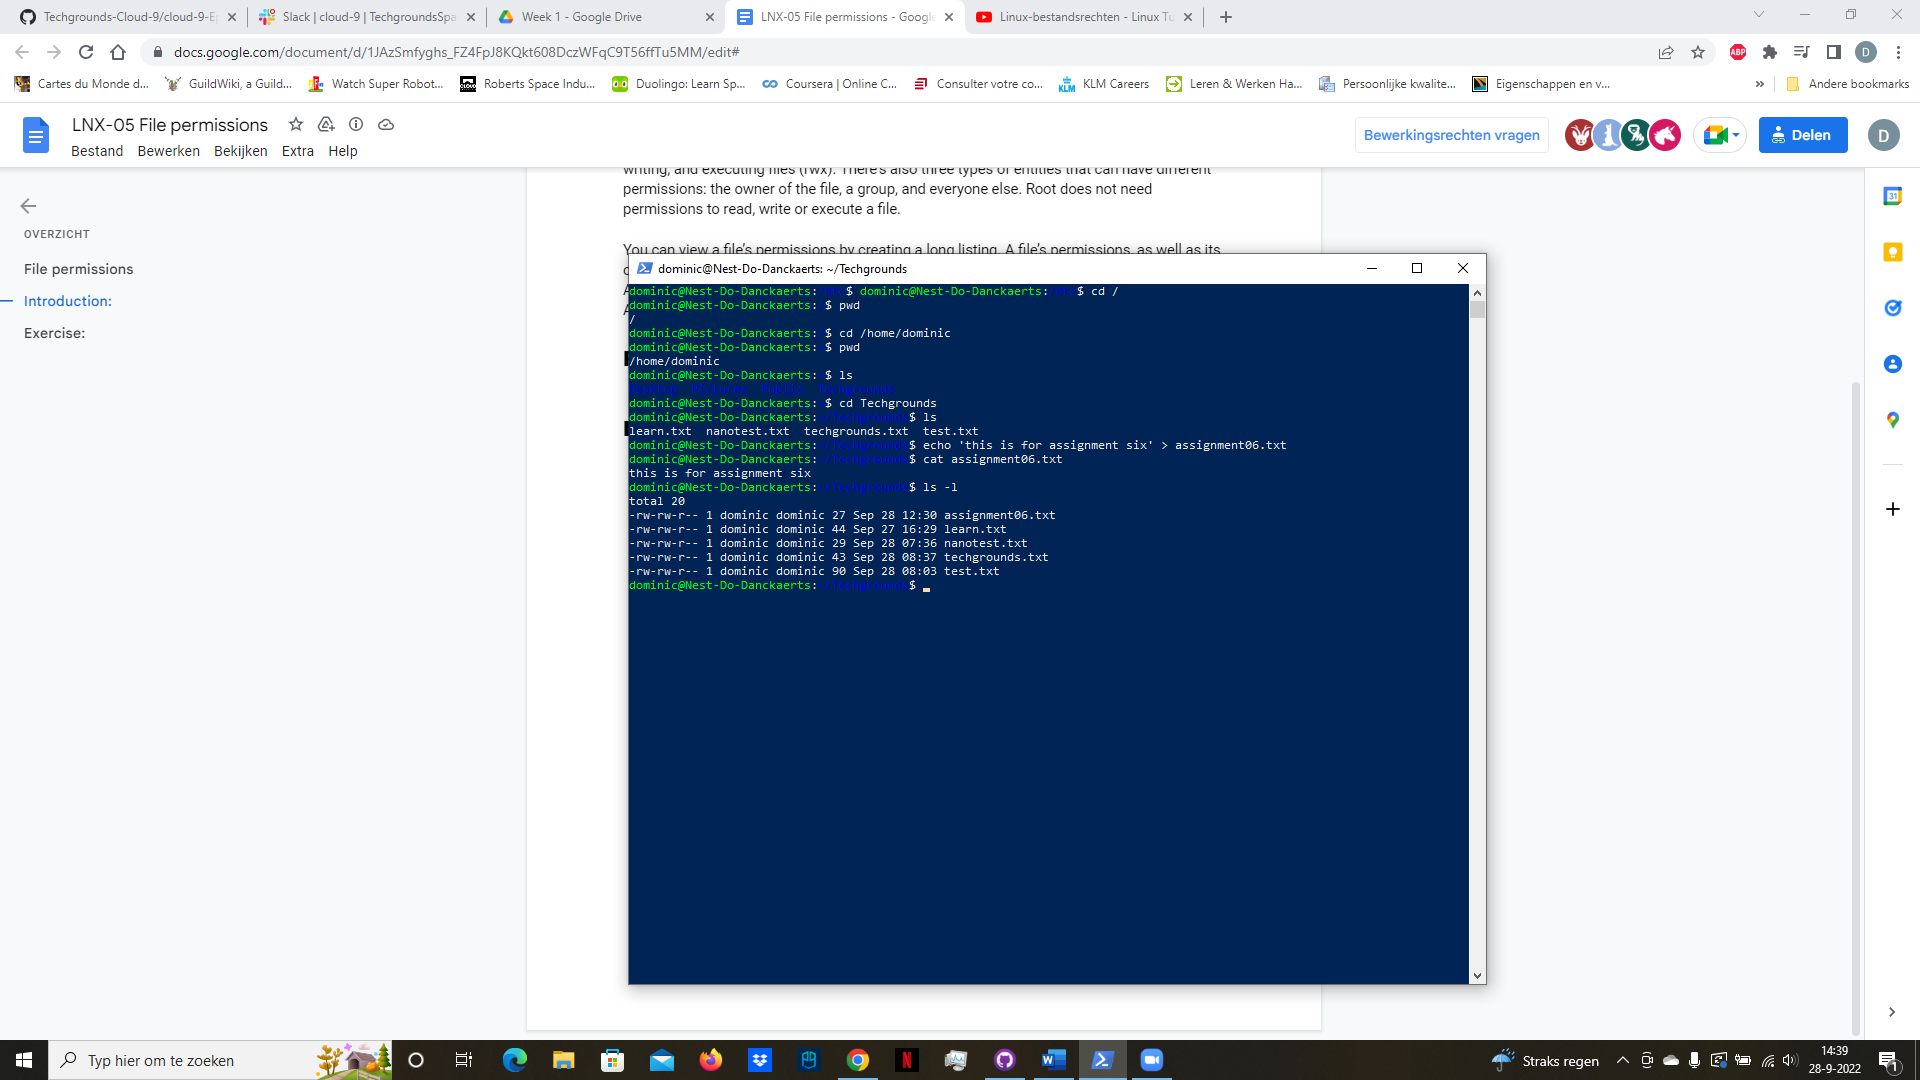 Techgrounds-Cloud-9/cloud-9-Ep
Slack | cloud-9 | TechgroundsSpa
Week 1 - Google Drive
LNX-05 File permissions - Google
Linux-bestandsrechten - Linux Tu
docs.google.com/document/d/1JAzSmfyghs_FZ4FpJ8KQkt608DczWFqC9T56ffTu5MM/edit#
ABP
D
Cartes du Monde d... GuildWiki, a Guild... Watch Super Robot... Roberts Space Indu... Duolingo: Learn Sp... Coursera | Online C... Consulter votre co... KLM Careers Leren & Werken Ha... Persoonlijke kwalite... Eigenschappen en v... » Andere bookmarks
LNX-05 File permissions
Bestand Bewerken Bekijken Extra Help
Bewerkingsrechten vragen
Delen
D
OVERZICHT
File permissions
Introduction:
Exercise:
writing, and executing files (rwx). There's also three types of entities that can have different
permissions: the owner of the file, a group, and everyone else. Root does not need
permissions to read, write or execute a file.
You can view a file's permissions by creating a long listing. A file's permissions, as well as its
dominic@Nest-Do-Danckaerts: ~/Techgrounds
dominic@Nest-Do-Danckaerts: $ dominic@Nest-Do-Danckaerts: $ cd /
dominic@Nest-Do-Danckaerts: $ pwd
/
dominic@Nest-Do-Danckaerts: $ cd /home/dominic
dominic@Nest-Do-Danckaerts: $ pwd
/home/dominic
dominic@Nest-Do-Danckaerts: $ ls
dominic@Nest-Do-Danckaerts: $ cd Techgrounds
dominic@Nest-Do-Danckaerts:~/Techgrounds$ ls
learn.txt nanotest.txt techgrounds.txt test.txt
dominic@Nest-Do-Danckaerts:~/Techgrounds$ echo 'this is for assignment six' > assignment06.txt
dominic@Nest-Do-Danckaerts:~/Techgrounds$ cat assignment06.txt
this is for assignment six
dominic@Nest-Do-Danckaerts:~/Techgrounds$ ls -l
total 20
-rw-rw-r-- 1 dominic dominic 27 Sep 28 12:30 assignment06.txt
-rw-rw-r-- 1 dominic dominic 44 Sep 27 16:29 learn.txt
-rw-rw-r-- 1 dominic dominic 29 Sep 28 07:36 nanotest.txt
-rw-rw-r-- 1 dominic dominic 43 Sep 28 08:37 techgrounds.txt
-rw-rw-r-- 1 dominic dominic 90 Sep 28 08:03 test.txt
dominic@Nest-Do-Danckaerts:~/Techgrounds$
Typ hier om te zoeken
Straks regen
14:39
28-9-2022
1